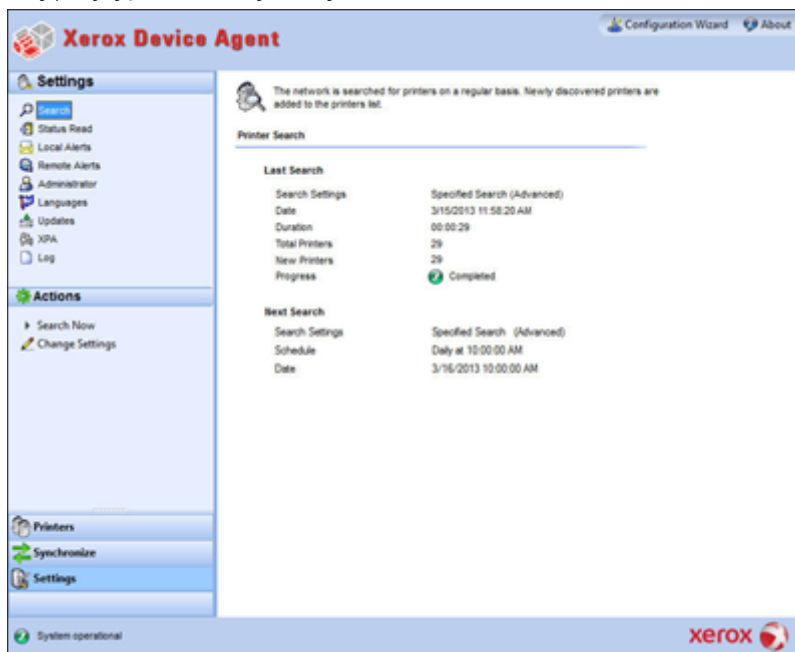 Xerox Device Agent
Configuration Wizard
About
Settings
Search
Status Read
Local Alerts
Remote Alerts
Administrator
Languages
Updates
XPA
Log
Actions
Search Now
Change Settings
Printers
Synchronize
Settings
System operational
The network is searched for printers on a regular basis. Newly discovered printers are
added to the printers list.
Printer Search
Last Search
Search Settings Specified Search (Advanced)
Date 3/15/2013 11:58:20 AM
Duration 00:00:29
Total Printers 29
New Printers 29
Progress Completed
Next Search
Search Settings Specified Search (Advanced)
Schedule Daily at 10:00:00 AM
Date 3/16/2013 10:00:00 AM
xerox